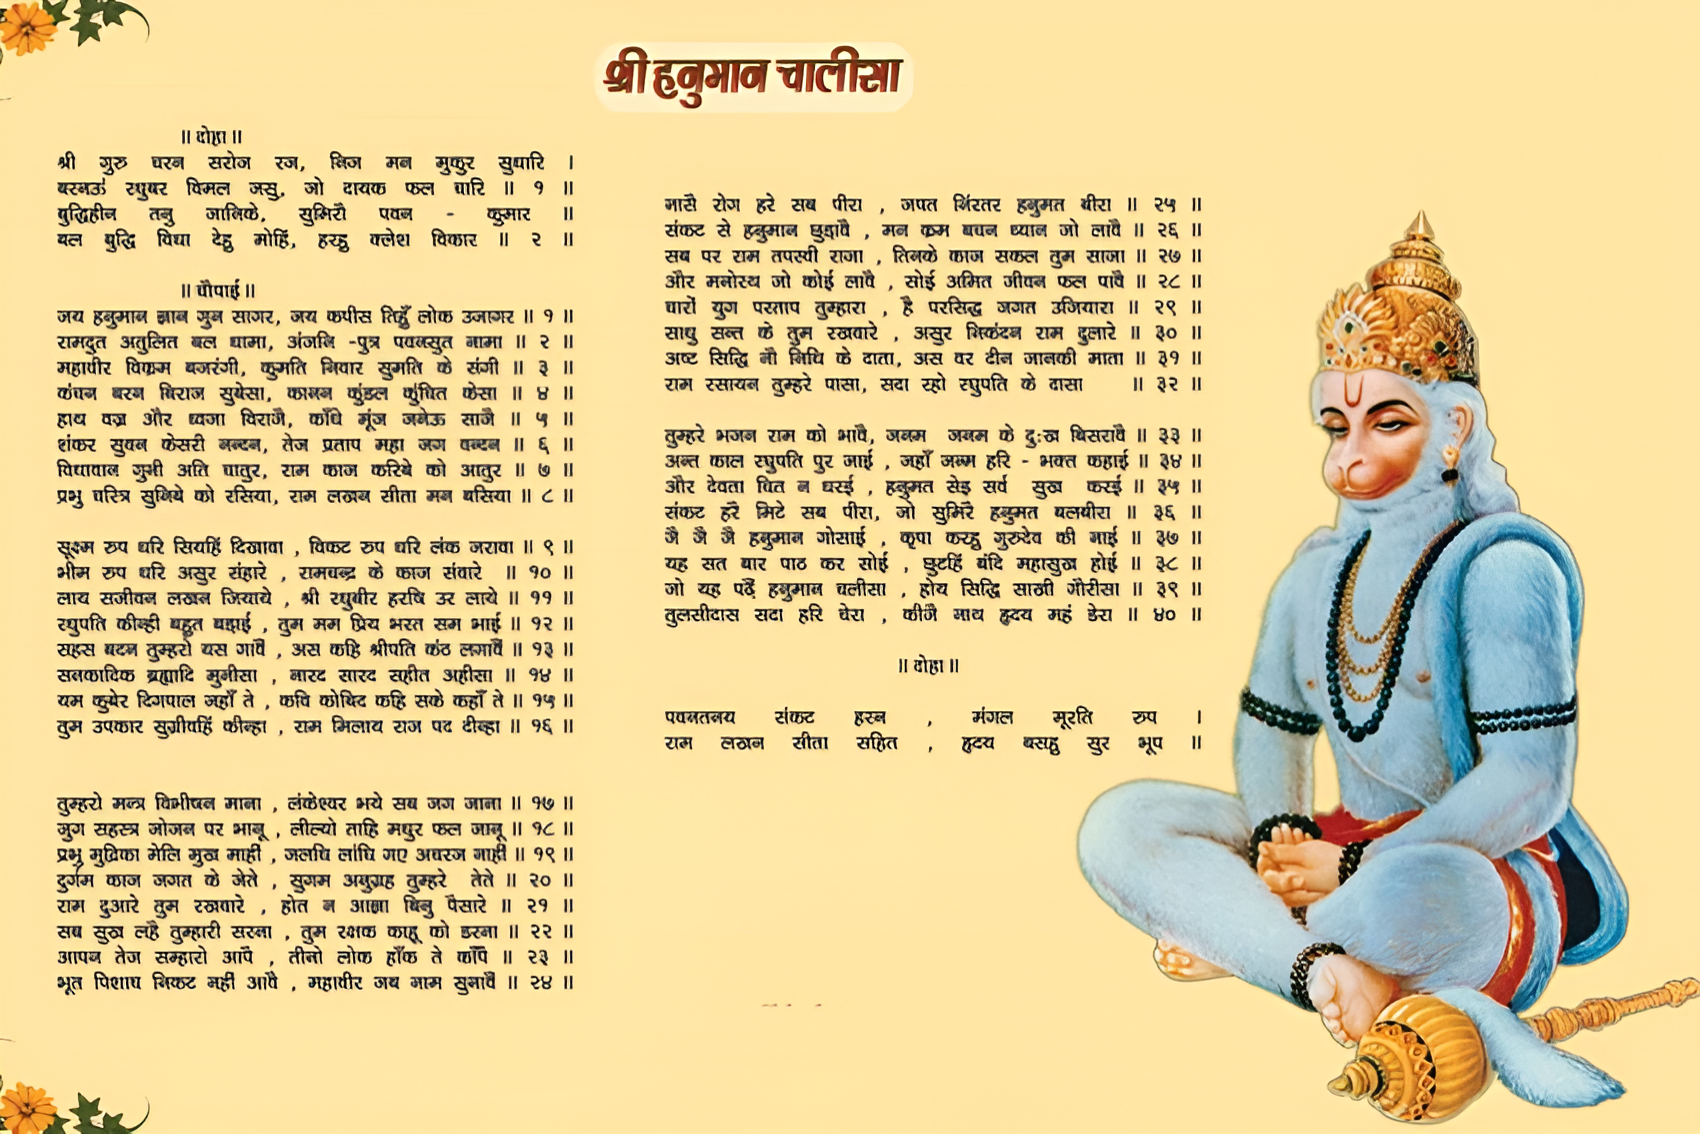 श्री हनुमान चालीसा
॥ दोहा ॥
श्री गुरु चरन सरोज रज, निज मन मुकुर सुधारि ।
बरनऊं रघुबर विमल जसु, जो दायक फल चारि ॥ १ ॥
बुद्धिहीन तनु जानिके, सुमिरौ पवन - कुमार ॥
बल बुद्धि विधा देहु मोहिं, हरहु क्लेश विकार ॥ २ ॥
॥ चौपाई ॥
जय हनुमान ज्ञान गुन सागर, जय कपीस तिहुँ लोक उजागर ॥ १ ॥
रामदुत अतुलित बल धामा, अंजनि -पुत्र पवनसुत नामा ॥ २ ॥
महावीर विक्रम बजरंगी, कुमति निवार सुमति के संगी ॥ ३ ॥
कंचन बरन बिराज सुबेसा, कानन कुंडल कुंचित केसा ॥ ४ ॥
हाथ वज्र और ध्वजा विराजै, काँधे मूंज जनेऊ साजै ॥ ५ ॥
शंकर सुवन केसरी नन्दन, तेज प्रताप महा जग वन्दन ॥ ६ ॥
विधावान गुनी अति चातुर, राम काज करिबे को आतुर ॥ ७ ॥
प्रभु चरित्र सुनिबे को रसिया, राम लखन सीता मन बसिया ॥ ८ ॥
सूक्ष्म रुप धरि सियहिं दिखावा , विकट रुप धरि लंक जरावा ॥ ९ ॥
भीम रुप धरि असुर संहारे , रामचन्द्र के काज संवारे ॥ १० ॥
लाय सजीवन लखन जियाये , श्री रघुबीर हरषि उर लाये ॥ ११ ॥
रघुपति कीन्ही बहुत बड़ाई , तुम मम प्रिय भरत सम भाई ॥ १२ ॥
सहस बदन तुम्हरो यस गांवै , अस कहि श्रीपति कंठ लगावैं ॥ १३ ॥
सनकादिक ब्रह्मादि मुनीसा , नारद सारद सहीत अहीसा ॥ १४ ॥
यम कुबेर दिगपाल जहाँ ते , कवि कोबिद कहि सके कहाँ ते ॥ १५ ॥
तुम उपकार सुग्रीवहिं कीन्हा , राम मिलाय राज पद दीन्हा ॥ १६ ॥
तुम्हरो मन्त्र विभीषन माना , लंकेश्वर भये सब जग जाना ॥ १७ ॥
जुग सहस्त्र जोजन पर भानू , लील्यो ताहि मधुर फल जानू ॥ १८ ॥
प्रभु मुद्रिका मेलि मुख माहीं , जलधि लांघि गए अचरज नाहीं ॥ १९ ॥
दुर्गम काज जगत के जेते , सुगम अनुग्रह तुम्हरे तेते ॥ २० ॥
राम दुआरे तुम रखवारे , होत न आज्ञा बिनु पैसारे ॥ २१ ॥
सब सुख लहै तुम्हारी सरना , तुम रक्षक काहू को डरना ॥ २२ ॥
आपन तेज सम्हारो आपै , तीनो लोक हाँक ते काँपै ॥ २३ ॥
भूत पिशाच निकट नहीं आवै , महावीर जब नाम सुनावै ॥ २४ ॥
नासै रोग हरे सब पीरा , जपत निंरतर हनुमत बीरा ॥ २५ ॥
संकट से हनुमान छुड़ावै , मन क्रम बचन ध्यान जो लावै ॥ २६ ॥
सब पर राम तपस्वी राजा , तिनके काज सकल तुम साजा ॥ २७ ॥
और मनोरथ जो कोई लावै , सोई अमित जीवन फल पावै ॥ २८ ॥
चारों युग परताप तुम्हारा , है परसिद्ध जगत उजियारा ॥ २९ ॥
साधु सन्त के तुम रखवारे , असुर निकंदन राम दुलारे ॥ ३० ॥
अष्ट सिद्धि नौ निधि के दाता, अस वर दीन जानकी माता ॥ ३१ ॥
राम रसायन तुम्हरे पासा, सदा रहो रघुपति के दासा ॥ ३२ ॥
तुम्हरे भजन राम को भावै, जनम जनम के दुःख बिसरावै ॥ ३३ ॥
अन्त काल रघुपति पुर जाई , जहाँ जन्म हरि - भक्त कहाई ॥ ३४ ॥
और देवता चित न धरई , हनुमत सेइ सर्व सुख करई ॥ ३५ ॥
संकट हरै मिटे सब पीरा, जो सुमिरै हनुमत बलबीरा ॥ ३६ ॥
जै जै जै हनुमान गोसाई , कृपा करहु गुरुदेव की नाई ॥ ३७ ॥
यह सत बार पाठ कर सोई , छुटहिं बंदि महासुख होई ॥ ३८ ॥
जो यह पढ़ैं हनुमान चलीसा , होय सिद्धि साखी गौरीसा ॥ ३९ ॥
तुलसीदास सदा हरि चेरा , कीजै नाथ हृदय महं डेरा ॥ ४० ॥
॥ दोहा ॥
पवनतनय संकट हरन , मंगल मूरति रुप ।
राम लखन सीता सहित , हृदय बसहु सुर भूप ॥